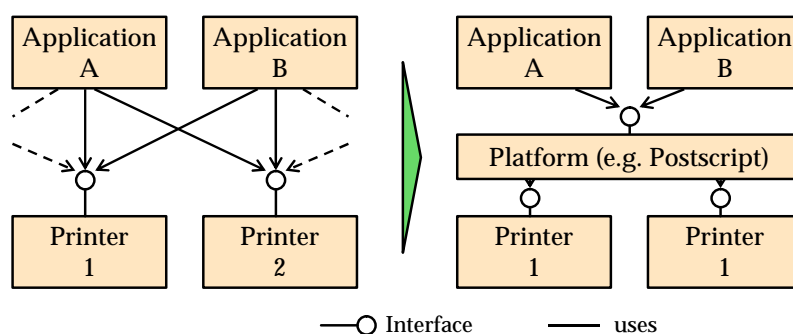 Application
A
Application
B
Application
A
Application
B
Platform (e.g. Postscript)
Printer
1
Printer
2
Printer
1
Printer
1
Interface
uses